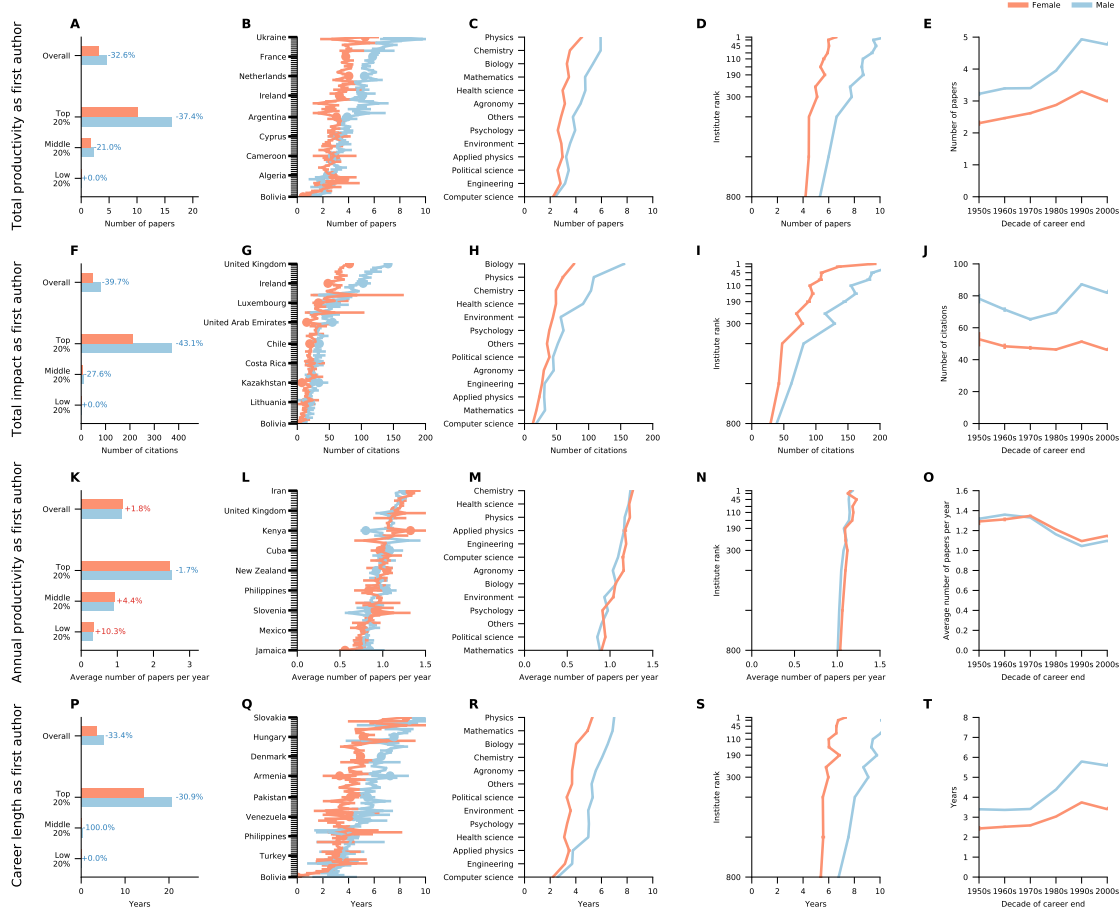 Female Male
A B C D E
Total productivity as first author
Overall
Top
20%
Middle
20%
Low
20%
-32.6%
-37.4%
-21.0%
+0.0%
0 5 10 15 20
Number of papers
Ukraine
France
Netherlands
Ireland
Argentina
Cyprus
Cameroon
Algeria
Bolivia
0 2 4 6 8 10
Number of papers
Physics
Chemistry
Biology
Mathematics
Health science
Agronomy
Others
Psychology
Environment
Applied physics
Political science
Engineering
Computer science
0 2 4 6 8 10
Number of papers
Institute rank
1
45
110
190
300
800
0 2 4 6 8 10
Number of papers
Number of papers
5
4
3
2
1
0
1950s 1960s 1970s 1980s 1990s 2000s
Decade of career end
F G H I J
Total impact as first author
Overall
Top
20%
Middle
20%
Low
20%
-39.7%
-43.1%
-27.6%
+0.0%
0 100 200 300 400
Number of citations
United Kingdom
Ireland
Luxembourg
United Arab Emirates
Chile
Costa Rica
Kazakhstan
Lithuania
Bolivia
0 50 100 150 200
Number of citations
Biology
Physics
Chemistry
Health science
Environment
Psychology
Others
Political science
Agronomy
Engineering
Applied physics
Mathematics
Computer science
0 50 100 150 200
Number of citations
Institute rank
1
45
110
190
300
800
0 50 100 150 200
Number of citations
Number of citations
100
80
60
40
20
0
1950s 1960s 1970s 1980s 1990s 2000s
Decade of career end
K L M N O
Annual productivity as first author
Overall
Top
20%
Middle
20%
Low
20%
+1.8%
-1.7%
+4.4%
+10.3%
0 1 2 3
Average number of papers per year
Iran
United Kingdom
Kenya
Cuba
New Zealand
Philippines
Slovenia
Mexico
Jamaica
0.0 0.5 1.0 1.5
Average number of papers per year
Chemistry
Health science
Physics
Applied physics
Engineering
Computer science
Agronomy
Biology
Environment
Psychology
Others
Political science
Mathematics
0.0 0.5 1.0 1.5
Average number of papers per year
Institute rank
1
45
110
190
300
800
0.0 0.5 1.0 1.5
Average number of papers per year
Average number of papers per year
1.6
1.4
1.2
1.0
0.8
0.6
0.4
0.2
0.0
1950s 1960s 1970s 1980s 1990s 2000s
Decade of career end
P Q R S T
Career length as first author
Overall
Top
20%
Middle
20%
Low
20%
-33.4%
-30.9%
-100.0%
+0.0%
0 10 20
Years
Slovakia
Hungary
Denmark
Armenia
Pakistan
Venezuela
Philippines
Turkey
Bolivia
0 2 4 6 8 10
Years
Physics
Mathematics
Biology
Chemistry
Agronomy
Others
Political science
Environment
Psychology
Health science
Applied physics
Engineering
Computer science
0 2 4 6 8 10
Years
Institute rank
1
45
110
190
300
800
0 2 4 6 8 10
Years
Years
8
7
6
5
4
3
2
1
0
1950s 1960s 1970s 1980s 1990s 2000s
Decade of career end